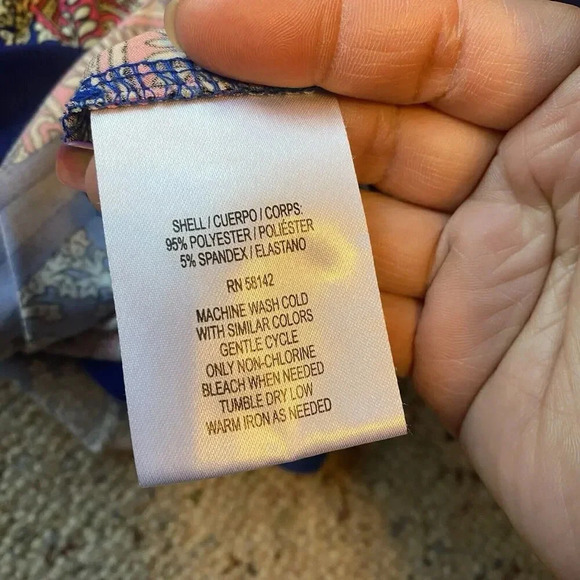 SHELL / CUERPO / CORPS:
95% POLYESTER / POLIÉSTER
5% SPANDEX / ELASTANO
RN 58142
MACHINE WASH COLD
WITH SIMILAR COLORS
GENTLE CYCLE
ONLY NON-CHLORINE
BLEACH WHEN NEEDED
TUMBLE DRY LOW
WARM IRON AS NEEDED